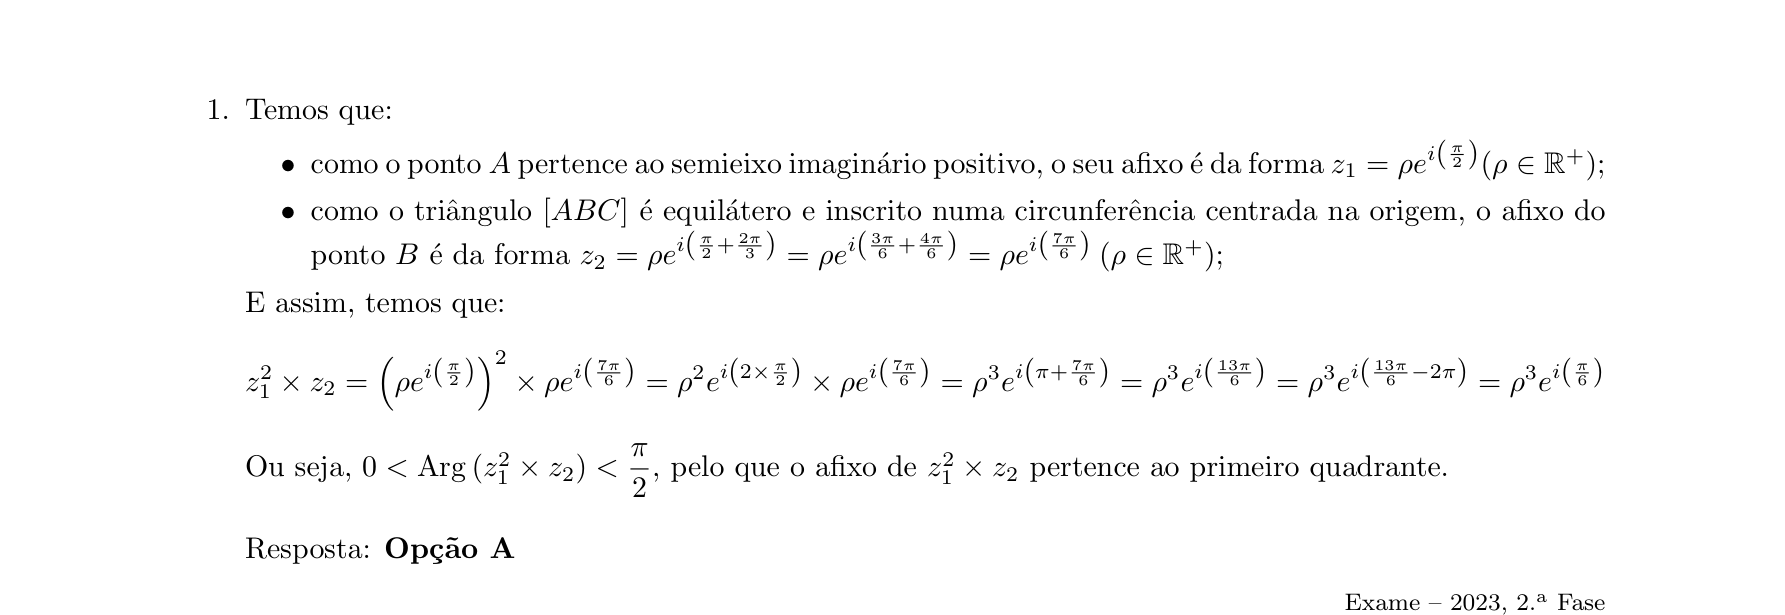 1. Temos que:
• como o ponto A pertence ao semieixo imaginário positivo, o seu afixo é da forma $z_1 = \rho e^{i\left(\frac{\pi}{2}\right)} (\rho \in \mathbb{R}^+)$;
• como o triângulo [ABC] é equilátero e inscrito numa circunferência centrada na origem, o afixo do
ponto B é da forma $z_2 = \rho e^{i\left(\frac{\pi}{2}+\frac{2\pi}{3}\right)} = \rho e^{i\left(\frac{3\pi}{6}+\frac{4\pi}{6}\right)} = \rho e^{i\left(\frac{7\pi}{6}\right)} (\rho \in \mathbb{R}^+)$;
E assim, temos que:
$z_1^2 \times z_2 = \left(\rho e^{i\left(\frac{\pi}{2}\right)}\right)^2 \times \rho e^{i\left(\frac{7\pi}{6}\right)} = \rho^2 e^{i\left(2\times\frac{\pi}{2}\right)} \times \rho e^{i\left(\frac{7\pi}{6}\right)} = \rho^3 e^{i\left(\pi+\frac{7\pi}{6}\right)} = \rho^3 e^{i\left(\frac{13\pi}{6}\right)} = \rho^3 e^{i\left(\frac{13\pi}{6}-2\pi\right)} = \rho^3 e^{i\left(\frac{\pi}{6}\right)}$
Ou seja, $0 < \operatorname{Arg}(z_1^2 \times z_2) < \frac{\pi}{2}$, pelo que o afixo de $z_1^2 \times z_2$ pertence ao primeiro quadrante.
Resposta: Opção A
Exame – 2023, 2.ª Fase